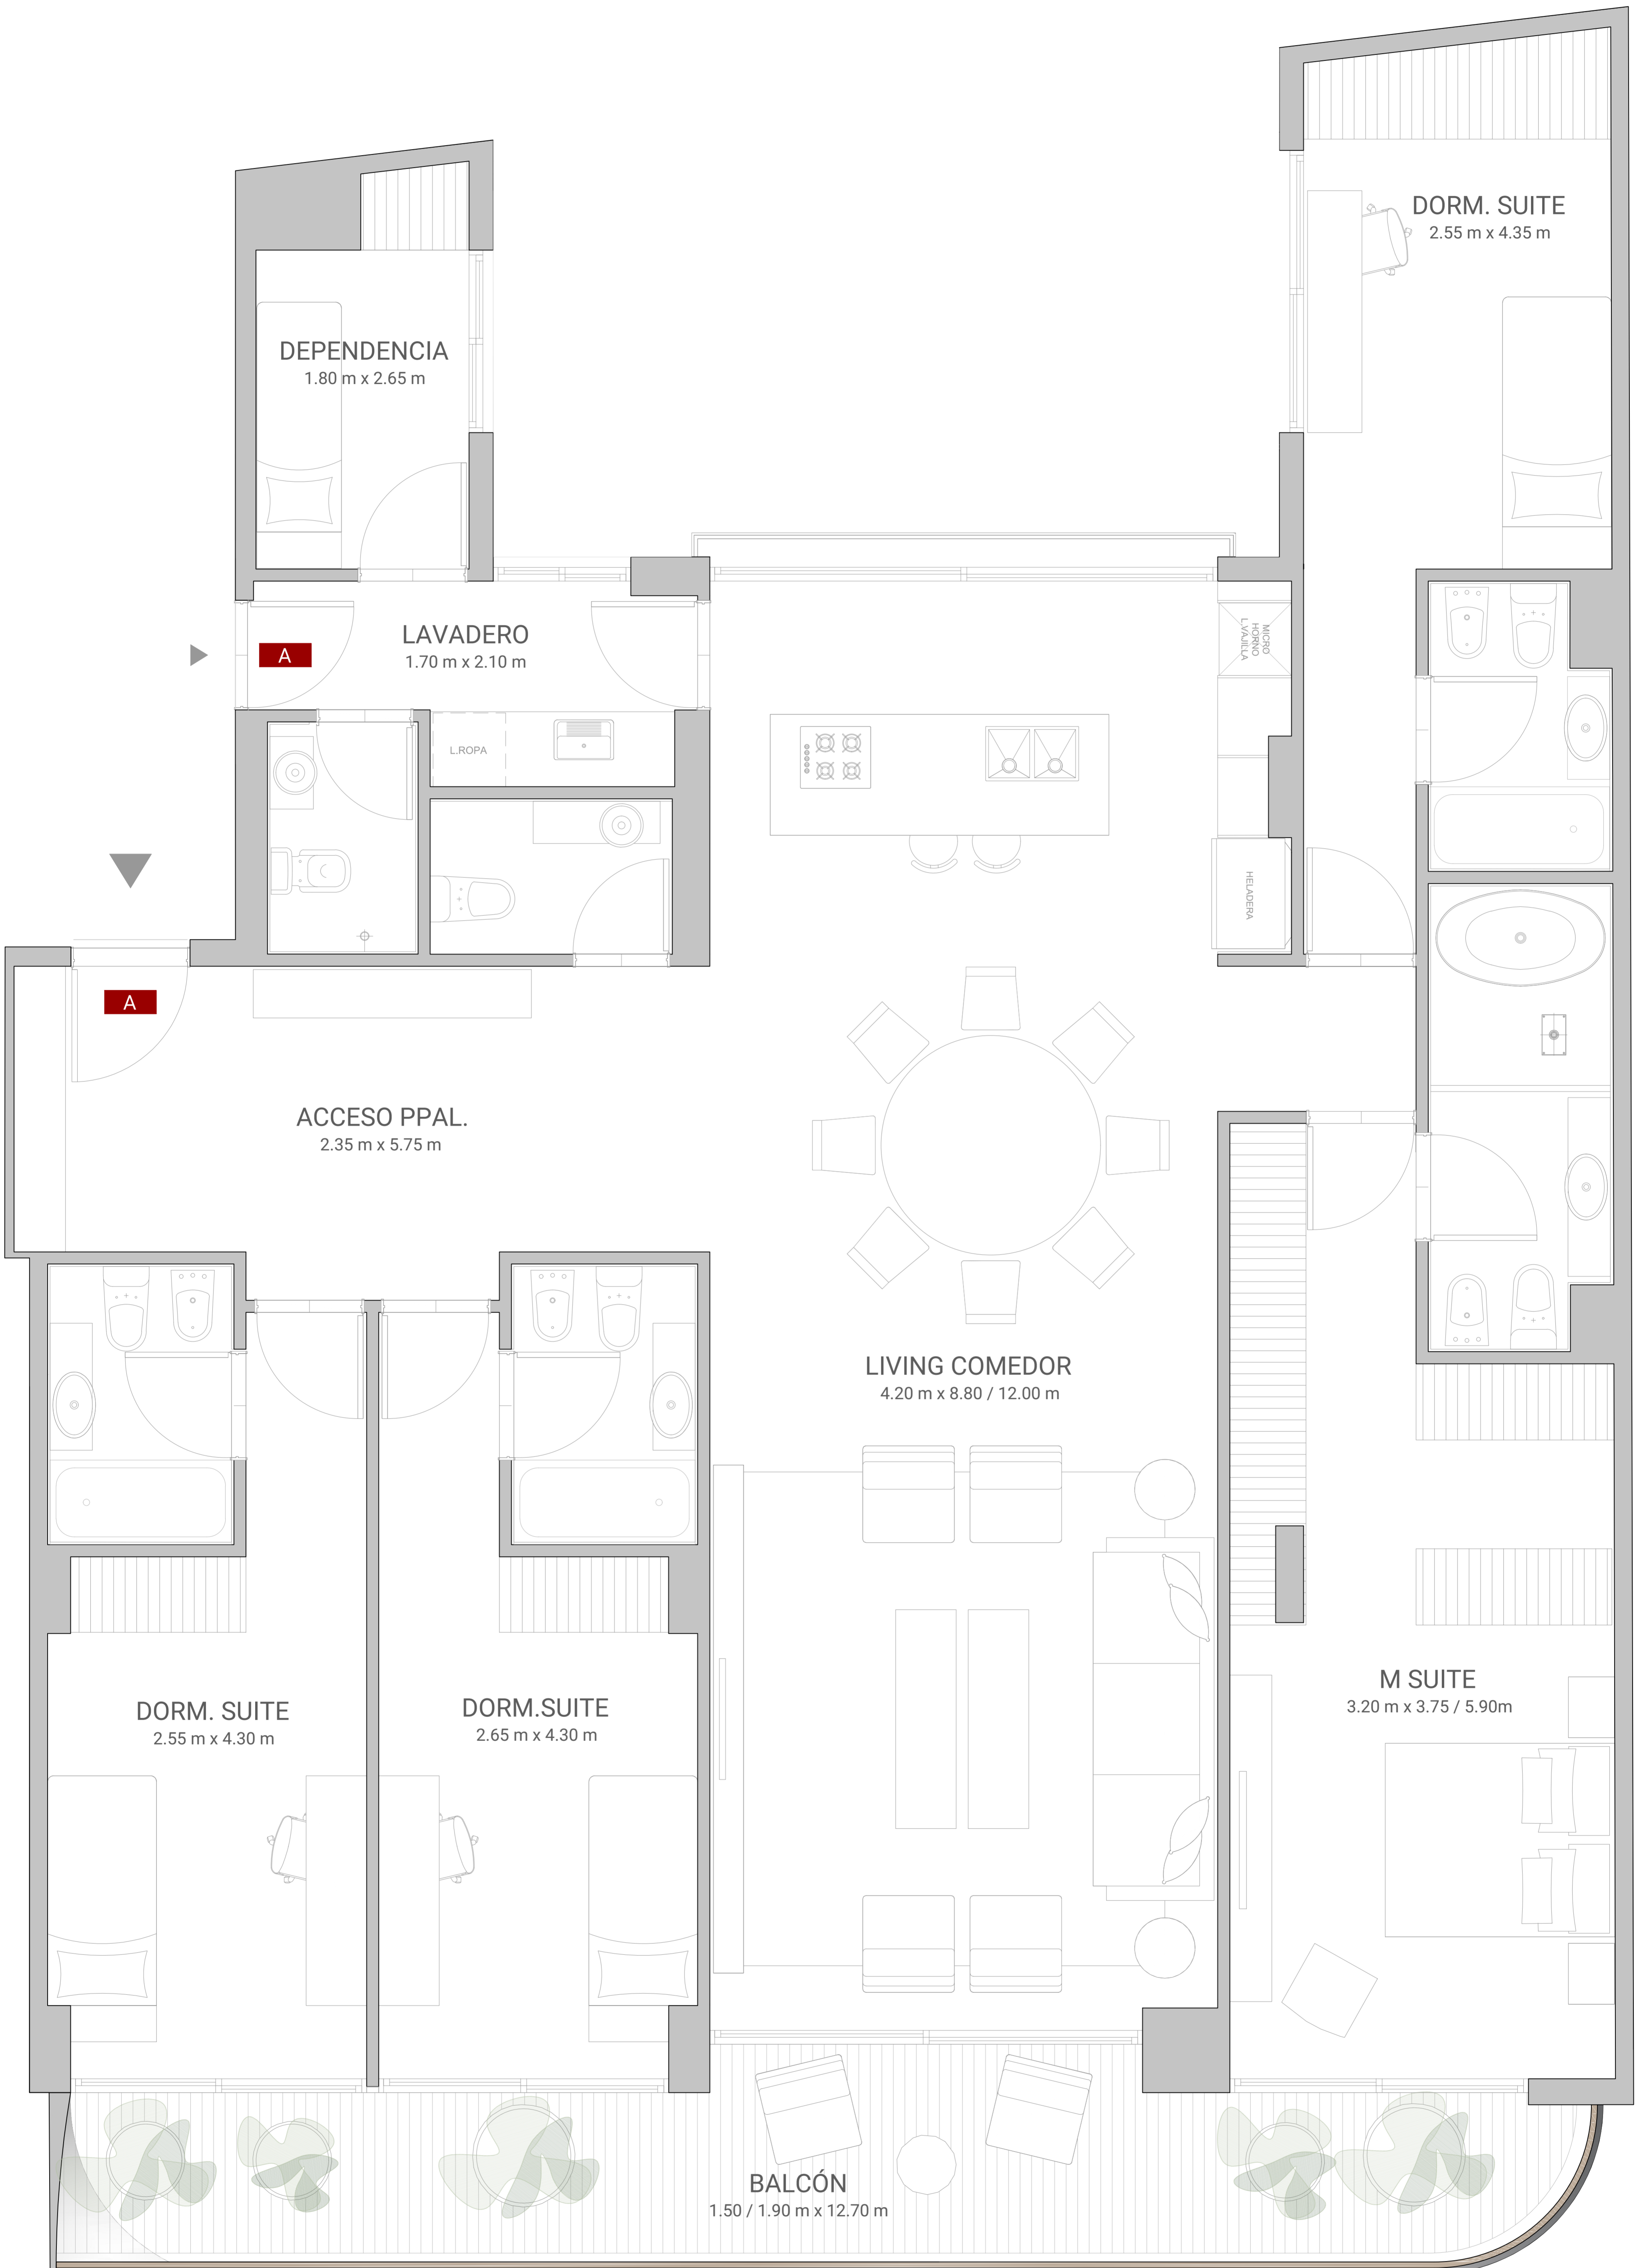 DORM. SUITE
2.55 m x 4.35 m
DEPENDENCIA
1.80 m x 2.65 m
LAVADERO
1.70 m x 2.10 m
A
MICRO
HORNO
L.VAJILLA
L.ROPA
HELADERA
A
ACCESO PPAL.
2.35 m x 5.75 m
LIVING COMEDOR
4.20 m x 8.80 / 12.00 m
M SUITE
3.20 m x 3.75 / 5.90m
DORM. SUITE
2.55 m x 4.30 m
DORM.SUITE
2.65 m x 4.30 m
BALCÓN
1.50 / 1.90 m x 12.70 m